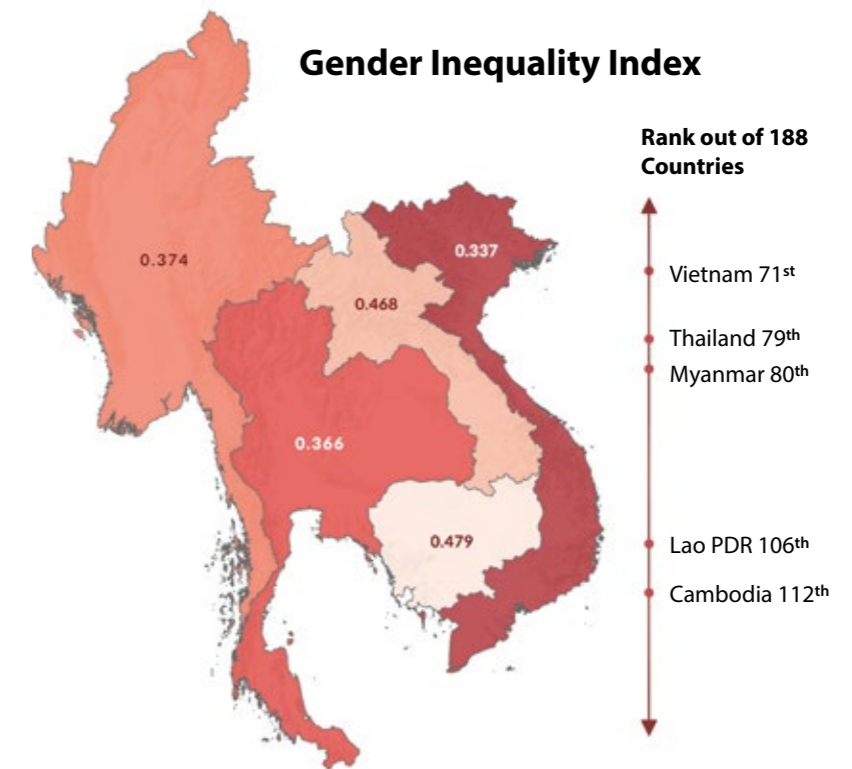 Gender Inequality Index
Rank out of 188
Countries
0.374
0.337
0.468
0.366
0.479
Vietnam 71st
Thailand 79th
Myanmar 80th
Lao PDR 106th
Cambodia 112th